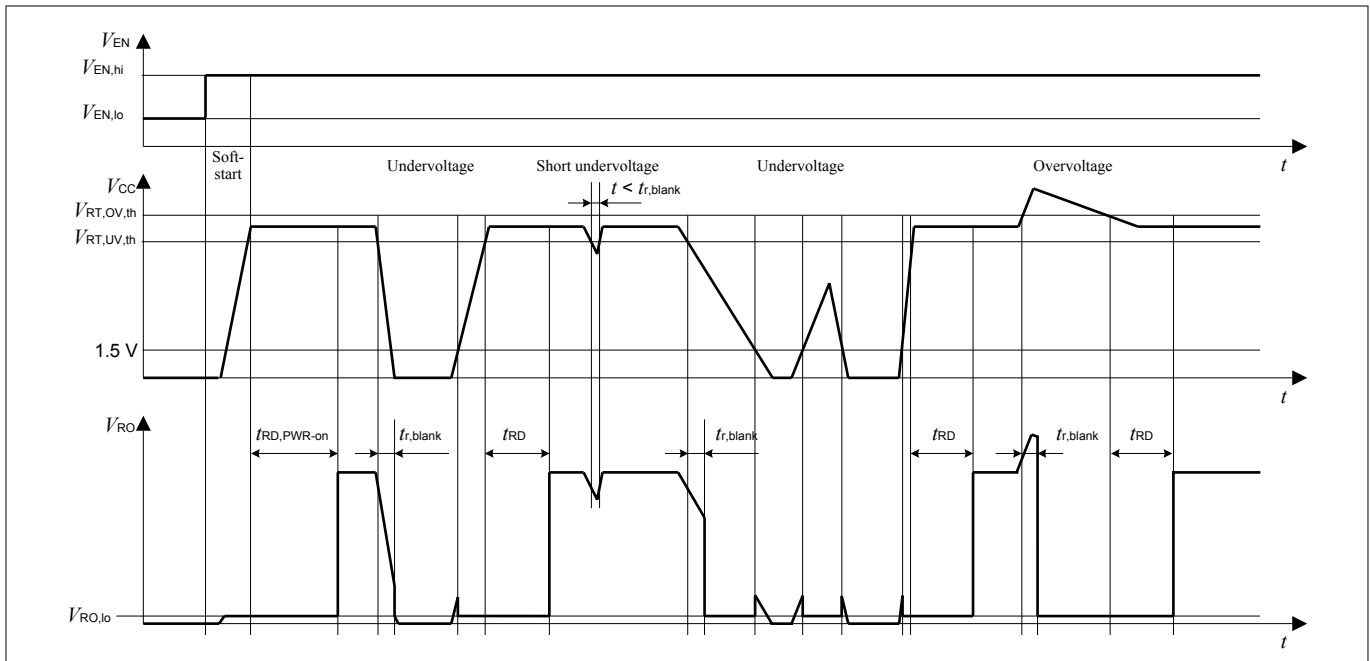 VEN
VEN,hi
VEN,lo
t
Soft-
start
Undervoltage
Short undervoltage
Undervoltage
Overvoltage
VCC
t < tr,blank
VRT,OV,th
VRT,UV,th
1.5 V
t
VRO
tRD,PWR-on
tr,blank
tRD
tr,blank
tRD
tr,blank
tRD
VRO,lo
t